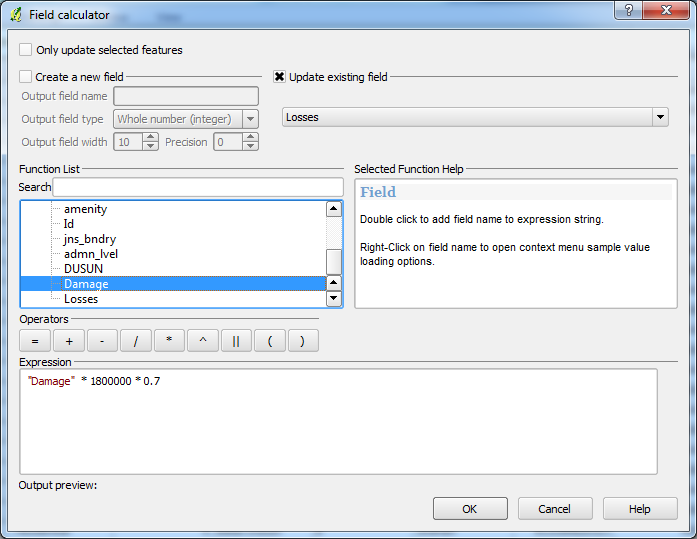 Field calculator
Only update selected features
Create a new field
Update existing field
Output field name
Output field type Whole number (integer)
Output field width 10 Precision 0
Losses
Function List
Search
amenity
Id
jns_bndry
admn_lvel
DUSUN
Damage
Losses
Selected Function Help
Field
Double click to add field name to expression string.
Right-Click on field name to open context menu sample value
loading options.
Operators
= + - / * ^ || ( )
Expression
"Damage" * 1800000 * 0.7
Output preview:
OK Cancel Help